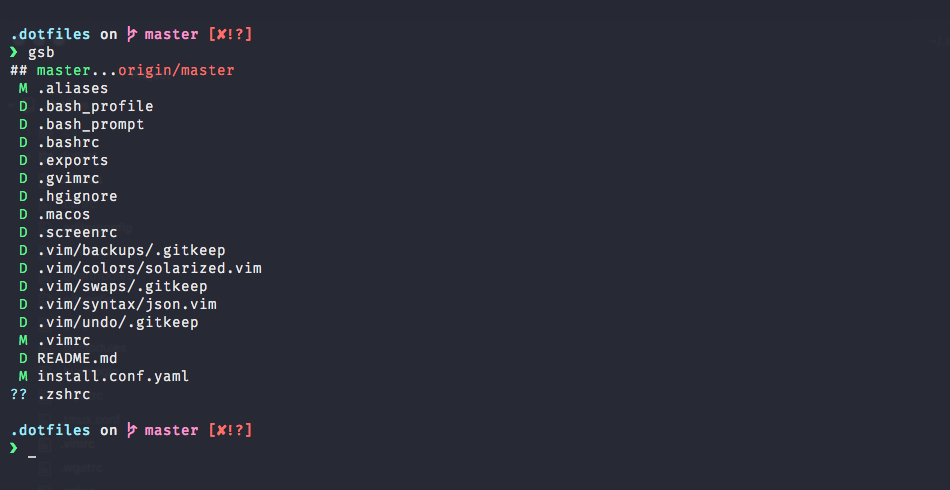 .dotfiles on master [✘!?]
❯ gsb
## master...origin/master
 M .aliases
 D .bash_profile
 D .bash_prompt
 D .bashrc
 D .exports
 D .gvimrc
 D .hgignore
 D .macos
 D .screenrc
 D .vim/backups/.gitkeep
 D .vim/colors/solarized.vim
 D .vim/swaps/.gitkeep
 D .vim/syntax/json.vim
 D .vim/undo/.gitkeep
 M .vimrc
 D README.md
 M install.conf.yaml
?? .zshrc
.dotfiles on master [✘!?]
❯ _